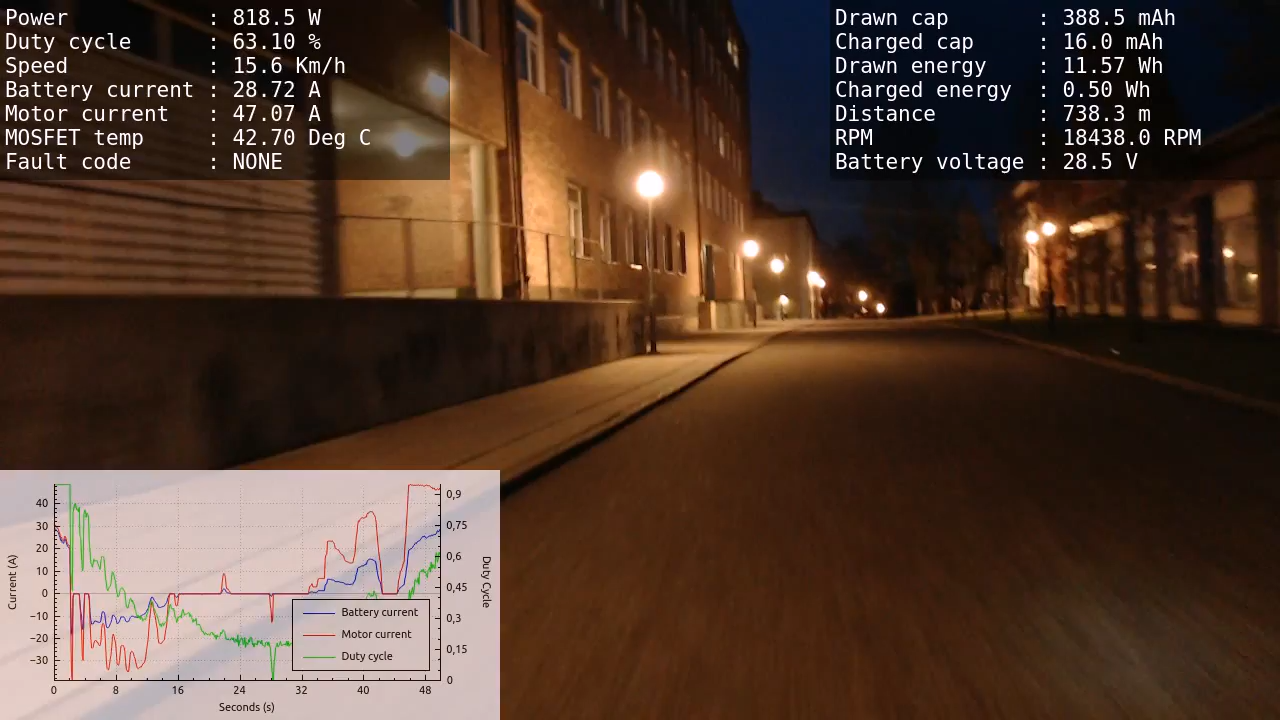 Power : 818.5 W
Duty cycle : 63.10 %
Speed : 15.6 Km/h
Battery current : 28.72 A
Motor current : 47.07 A
MOSFET temp : 42.70 Deg C
Fault code : NONE
Drawn cap : 388.5 mAh
Charged cap : 16.0 mAh
Drawn energy : 11.57 Wh
Charged energy : 0.50 Wh
Distance : 738.3 m
RPM : 18438.0 RPM
Battery voltage : 28.5 V
Current (A)
40
30
20
10
0
−10
−20
−30
0,9
0,75
0,6
0,45
0,3
0,15
0
Duty Cycle
Battery current
Motor current
Duty cycle
0 8 16 24 32 40 48
Seconds (s)